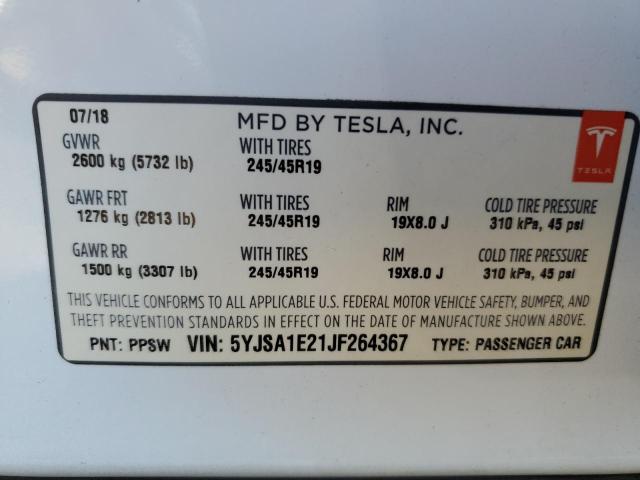 07/18 MFD BY TESLA, INC.
GVWR WITH TIRES
2600 kg (5732 lb) 245/45R19
TESLA
GAWR FRT WITH TIRES RIM COLD TIRE PRESSURE
1276 kg (2813 lb) 245/45R19 19X8.0 J 310 kPa, 45 psi
GAWR RR WITH TIRES RIM COLD TIRE PRESSURE
1500 kg (3307 lb) 245/45R19 19X8.0 J 310 kPa, 45 psi
THIS VEHICLE CONFORMS TO ALL APPLICABLE U.S. FEDERAL MOTOR VEHICLE SAFETY, BUMPER, AND
THEFT PREVENTION STANDARDS IN EFFECT ON THE DATE OF MANUFACTURE SHOWN ABOVE.
PNT: PPSW VIN: 5YJSA1E21JF264367 TYPE: PASSENGER CAR